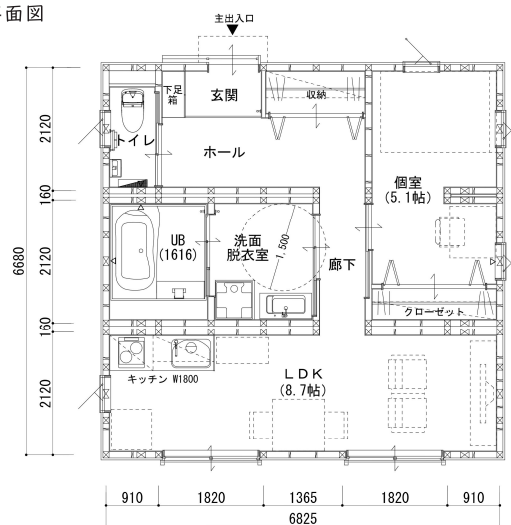 面図
主出入口
下足
箱
玄関
収納
トイレ
ホール
個室
(5.1帖)
UB
(1616)
洗面
脱衣室
1,500
廊下
クローゼット
キッチン W1800
LDK
(8.7帖)
2120
160
2120
160
2120
6680
910
1820
1365
1820
910
6825